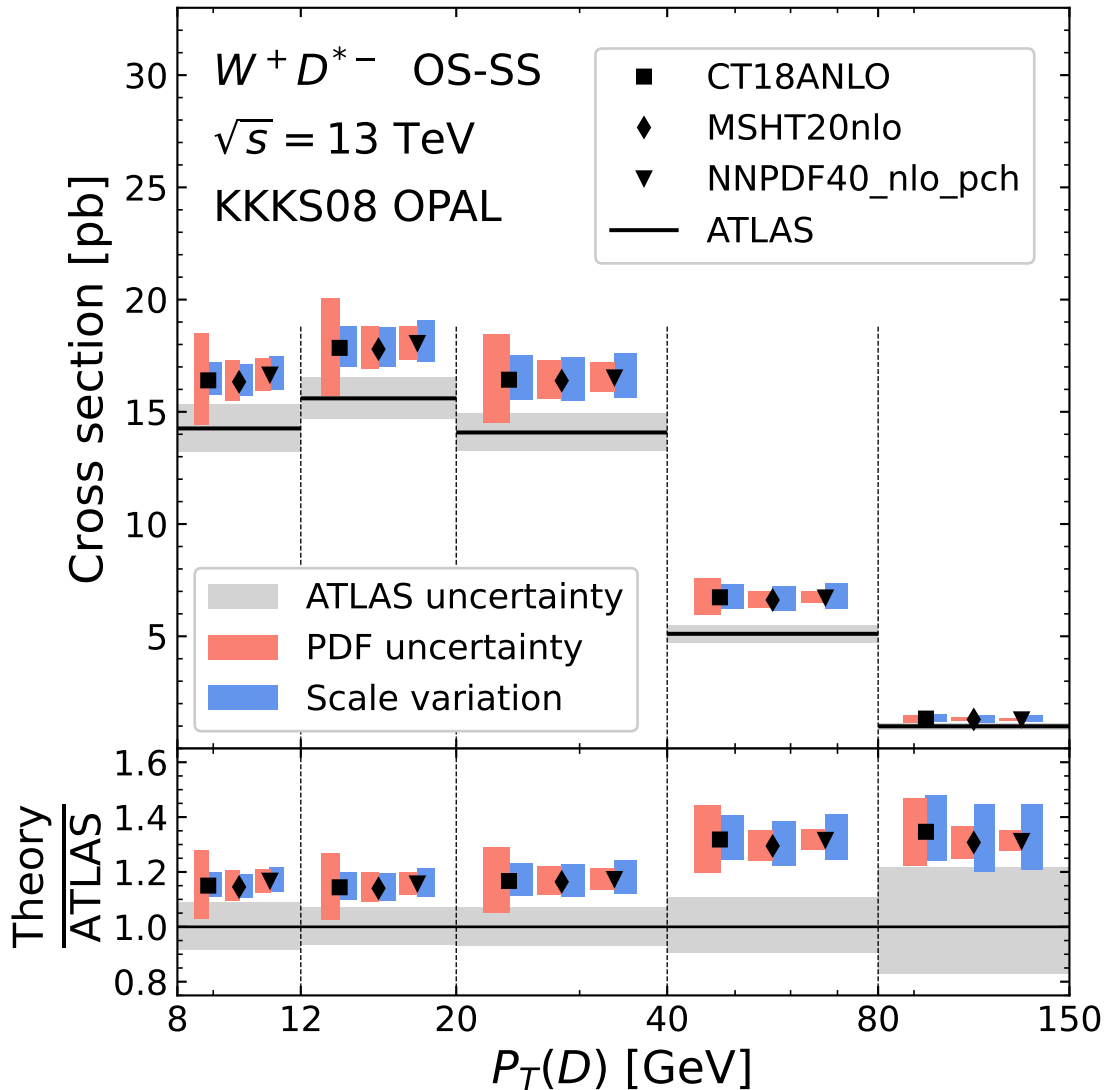 W⁺D*⁻ OS-SS
√s = 13 TeV
KKKS08 OPAL
CT18ANLO
MSHT20nlo
NNPDF40_nlo_pch
ATLAS
Cross section [pb]
30
25
20
15
10
5
ATLAS uncertainty
PDF uncertainty
Scale variation
Theory
ATLAS
1.6
1.4
1.2
1.0
0.8
8 12 20 40 80 150
P_T(D) [GeV]